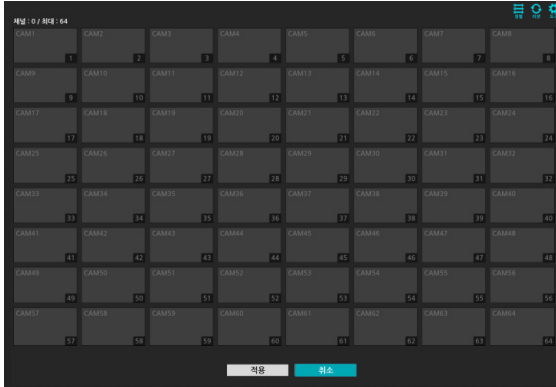 채널 : 0 / 최대 : 64
정렬
CAM1 CAM2 CAM3 CAM4 CAM5 CAM6 CAM7 CAM8
1 2 3 4 5 6 7 8
CAM9 CAM10 CAM11 CAM12 CAM13 CAM14 CAM15 CAM16
9 10 11 12 13 14 15 16
CAM17 CAM18 CAM19 CAM20 CAM21 CAM22 CAM23 CAM24
17 18 19 20 21 22 23 24
CAM25 CAM26 CAM27 CAM28 CAM29 CAM30 CAM31 CAM32
25 26 27 28 29 30 31 32
CAM33 CAM34 CAM35 CAM36 CAM37 CAM38 CAM39 CAM40
33 34 35 36 37 38 39 40
CAM41 CAM42 CAM43 CAM44 CAM45 CAM46 CAM47 CAM48
41 42 43 44 45 46 47 48
CAM49 CAM50 CAM51 CAM52 CAM53 CAM54 CAM55 CAM56
49 50 51 52 53 54 55 56
CAM57 CAM58 CAM59 CAM60 CAM61 CAM62 CAM63 CAM64
57 58 59 60 61 62 63 64
적용 취소